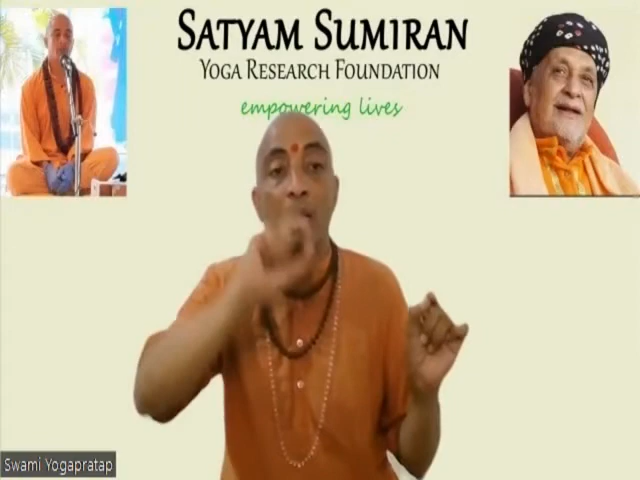 SATYAM SUMIRAN
YOGA RESEARCH FOUNDATION
empowering lives
Swami Yogapratap